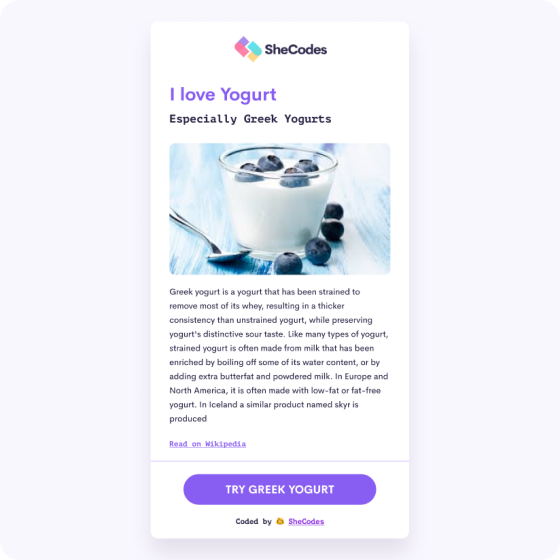 SheCodes
I love Yogurt
Especially Greek Yogurts
Greek yogurt is a yogurt that has been strained to
remove most of its whey, resulting in a thicker
consistency than unstrained yogurt, while preserving
yogurt's distinctive sour taste. Like many types of yogurt,
strained yogurt is often made from milk that has been
enriched by boiling off some of its water content, or by
adding extra butterfat and powdered milk. In Europe and
North America, it is often made with low-fat or fat-free
yogurt. In Iceland a similar product named skyr is
produced
Read on Wikipedia
TRY GREEK YOGURT
Coded by SheCodes